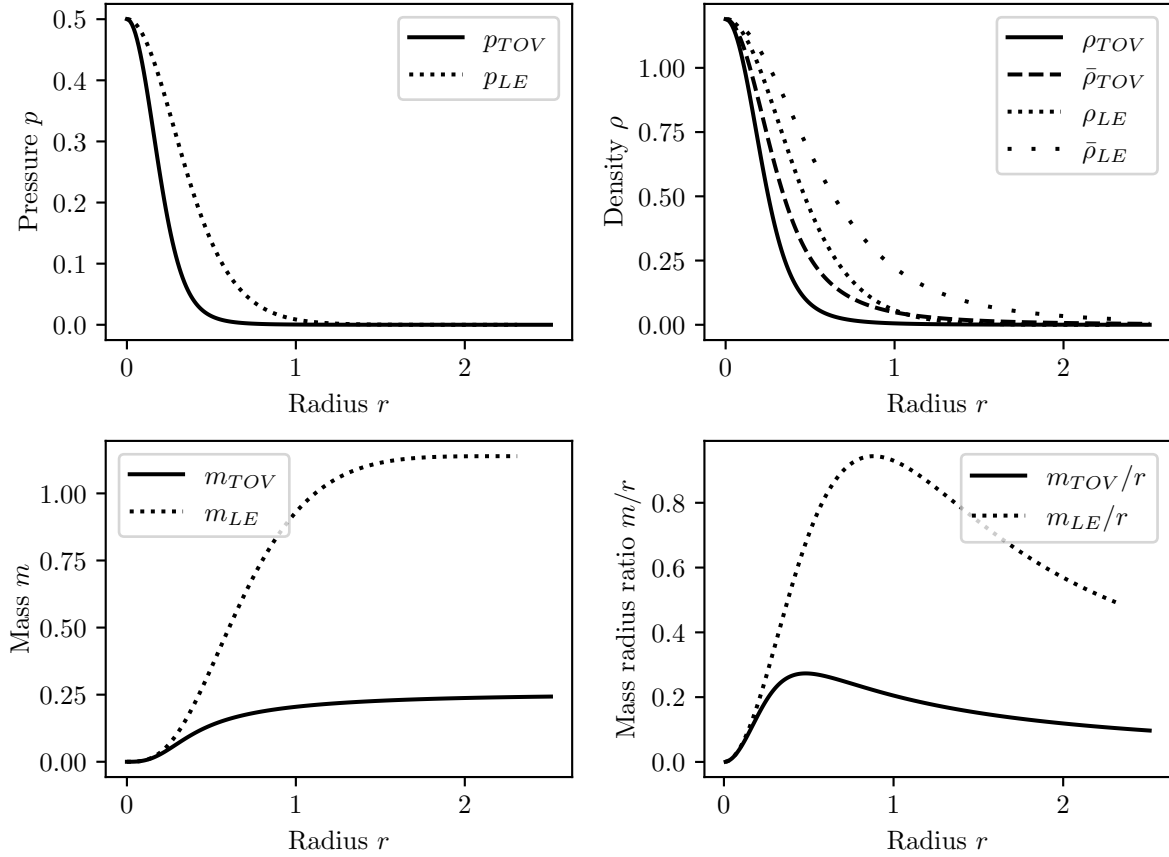 0.5
0.4
0.3
0.2
0.1
0.0
Pressure p
p_TOV
p_LE
0
1
2
Radius r
1.00
0.75
0.50
0.25
0.00
Density ρ
ρ_TOV
ρ̄_TOV
ρ_LE
ρ̄_LE
0
1
2
Radius r
1.00
0.75
0.50
0.25
0.00
Mass m
m_TOV
m_LE
0
1
2
Radius r
0.8
0.6
0.4
0.2
0.0
Mass radius ratio m/r
m_TOV/r
m_LE/r
0
1
2
Radius r